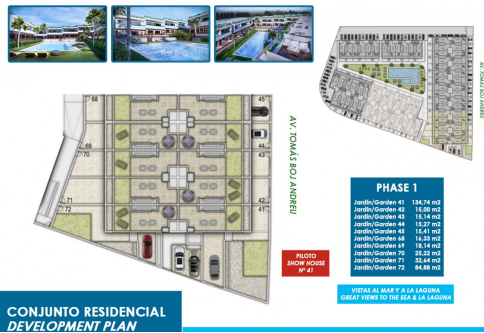 68
45
AV. TOMÁS BOJ ANDREU
AV. TOMAS BOJ ANDREU
44
69
43
70
71
42
72
41
PHASE 1
Jardín/Garden 41 134,74 m2
Jardín/Garden 42 15,00 m2
Jardín/Garden 43 15,14 m2
Jardín/Garden 44 15,27 m2
Jardín/Garden 45 15,41 m2
Jardín/Garden 68 16,33 m2
Jardín/Garden 69 18,14 m2
Jardín/Garden 70 25,22 m2
Jardín/Garden 71 32,64 m2
Jardín/Garden 72 84,88 m2
PILOTO
SHOW HOUSE
Nº 41
VISTAS AL MAR Y A LA LAGUNA
GREAT VIEWS TO THE SEA & LA LAGUNA
CONJUNTO RESIDENCIAL
DEVELOPMENT PLAN